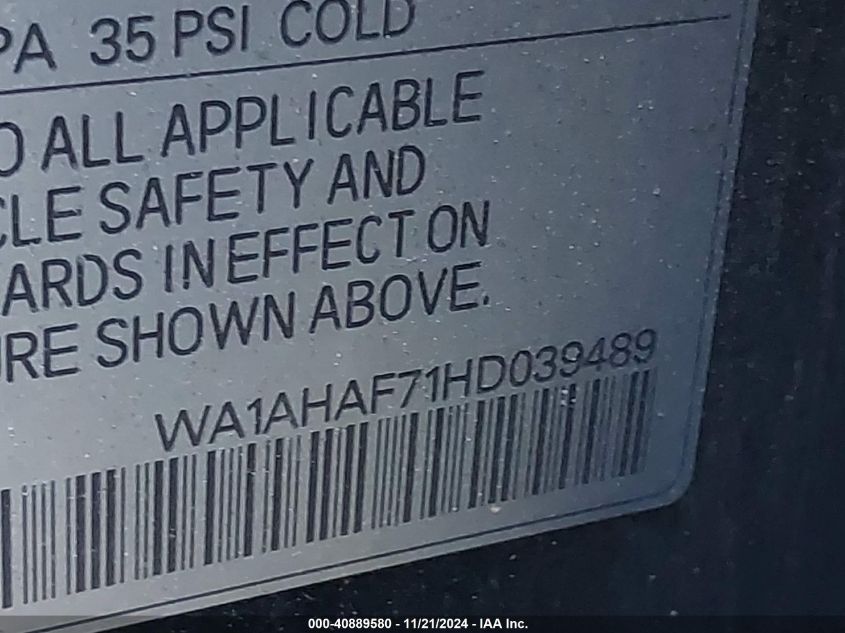 PA 35 PSI COLD
O ALL APPLICABLE
CLE SAFETY AND
ARDS IN EFFECT ON
URE SHOWN ABOVE.
WA1AHAF71HD039489
000-40889580 - 11/21/2024 - IAA Inc.